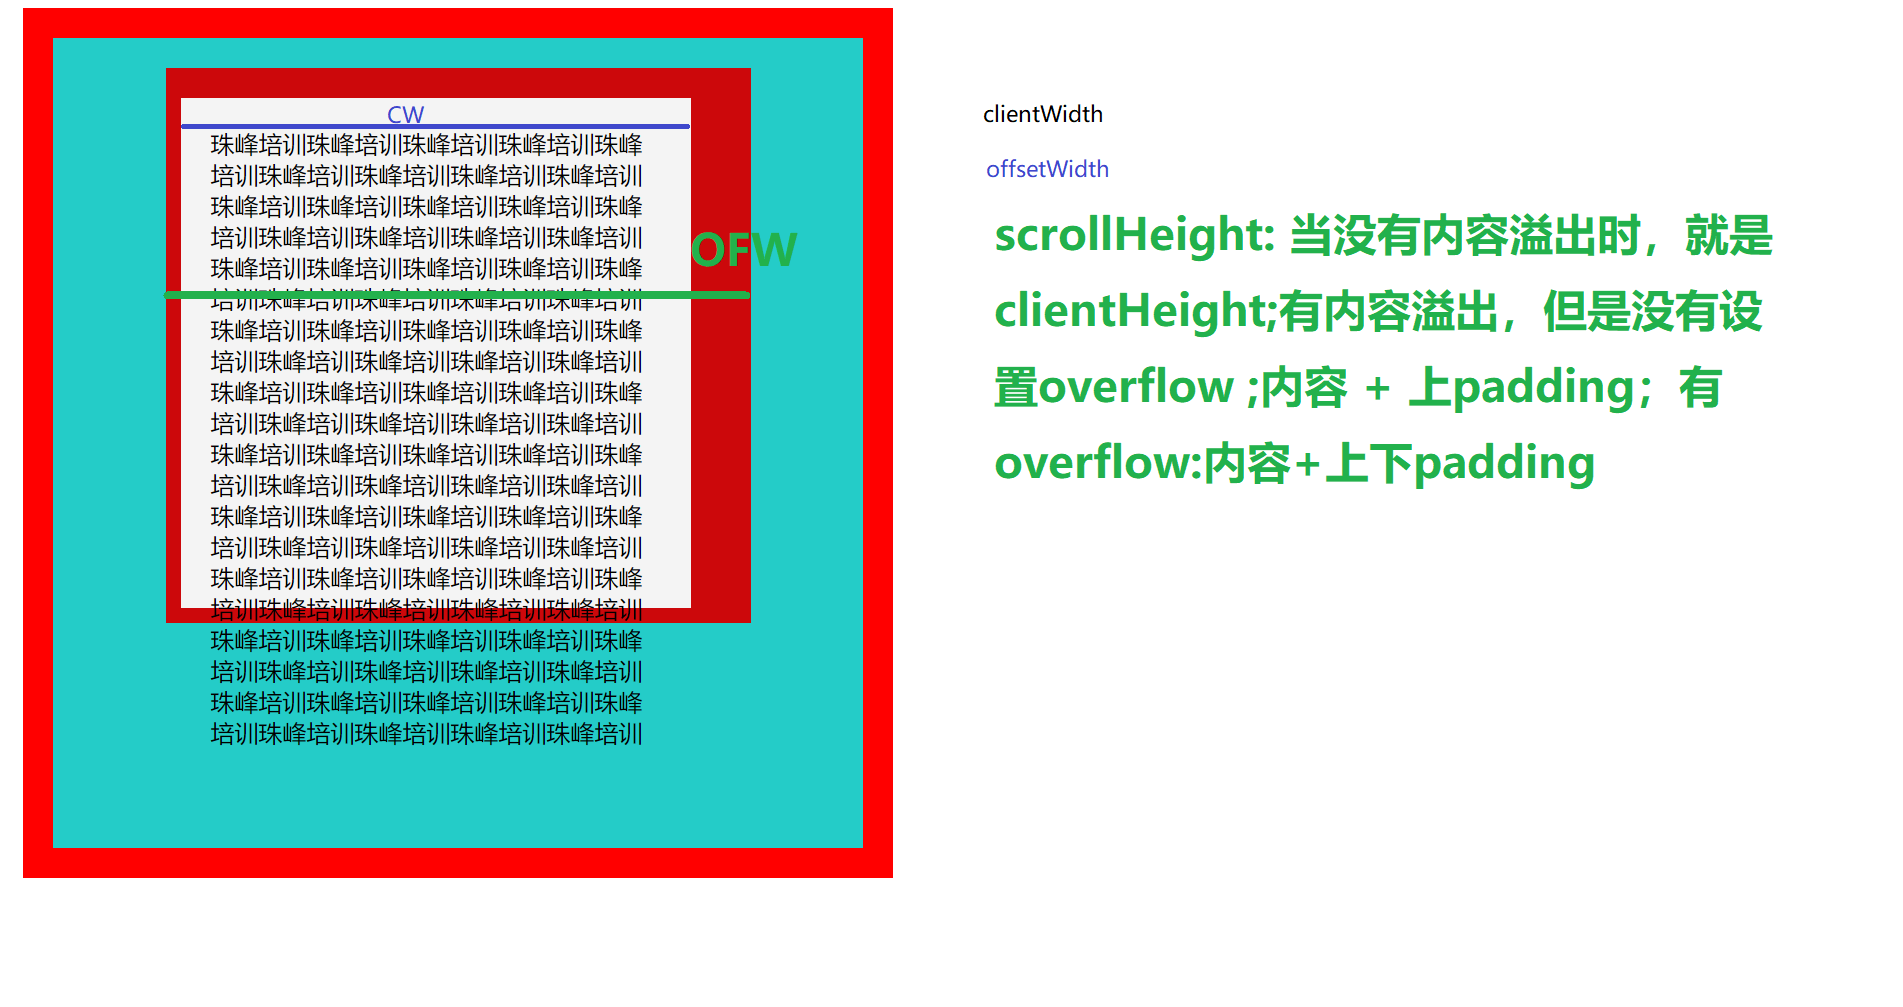 CW
珠峰培训珠峰培训珠峰培训珠峰培训珠峰
培训珠峰培训珠峰培训珠峰培训珠峰培训
珠峰培训珠峰培训珠峰培训珠峰培训珠峰
培训珠峰培训珠峰培训珠峰培训珠峰培训
珠峰培训珠峰培训珠峰培训珠峰培训珠峰
培训珠峰培训珠峰培训珠峰培训珠峰培训
珠峰培训珠峰培训珠峰培训珠峰培训珠峰
培训珠峰培训珠峰培训珠峰培训珠峰培训
珠峰培训珠峰培训珠峰培训珠峰培训珠峰
培训珠峰培训珠峰培训珠峰培训珠峰培训
珠峰培训珠峰培训珠峰培训珠峰培训珠峰
培训珠峰培训珠峰培训珠峰培训珠峰培训
珠峰培训珠峰培训珠峰培训珠峰培训珠峰
培训珠峰培训珠峰培训珠峰培训珠峰培训
珠峰培训珠峰培训珠峰培训珠峰培训珠峰
培训珠峰培训珠峰培训珠峰培训珠峰培训
珠峰培训珠峰培训珠峰培训珠峰培训珠峰
培训珠峰培训珠峰培训珠峰培训珠峰培训
珠峰培训珠峰培训珠峰培训珠峰培训珠峰
培训珠峰培训珠峰培训珠峰培训珠峰培训
OFW
clientWidth
offsetWidth
scrollHeight: 当没有内容溢出时，就是
clientHeight;有内容溢出，但是没有设
置overflow ;内容 + 上padding；有
overflow:内容+上下padding